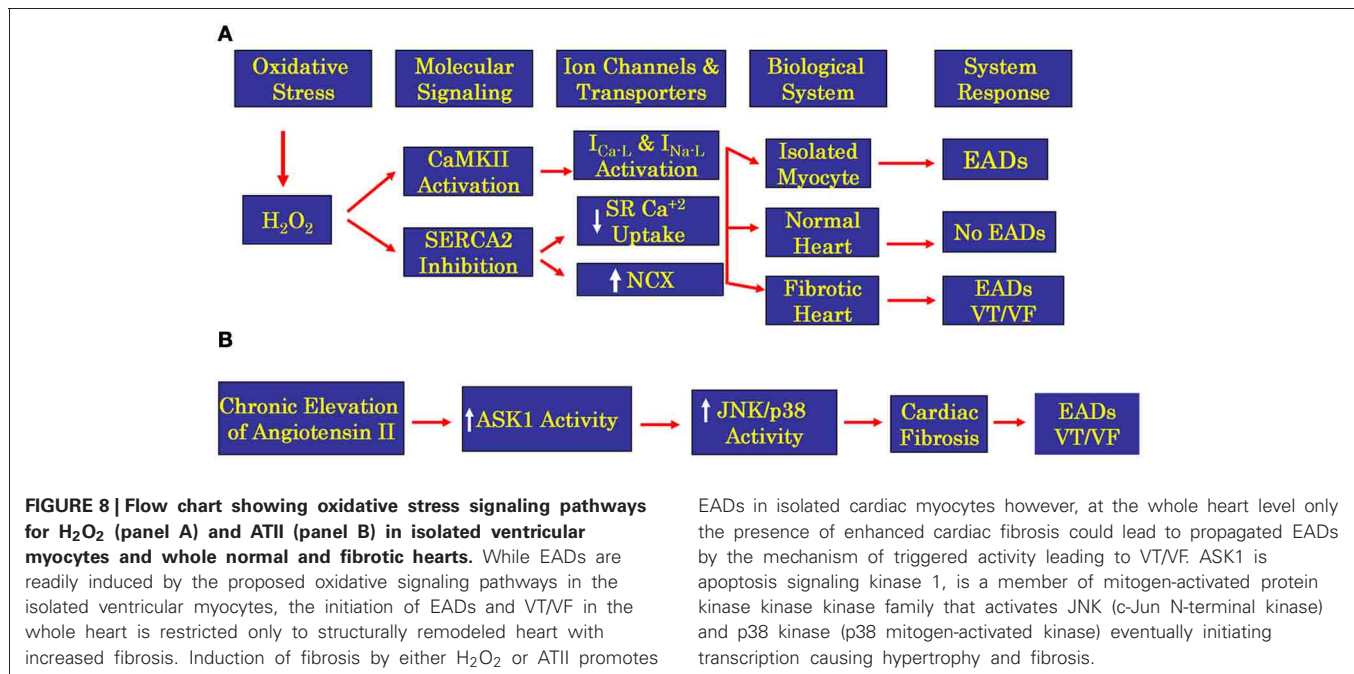 A
Oxidative
Stress
Molecular
Signaling
Ion Channels &
Transporters
Biological
System
System
Response
H₂O₂
CaMKII
Activation
SERCA2
Inhibition
I_Ca-L & I_Na-L
Activation
↓ SR Ca⁺²
Uptake
↑ NCX
Isolated
Myocyte
Normal
Heart
Fibrotic
Heart
EADs
No EADs
EADs
VT/VF
B
Chronic Elevation
of Angiotensin II
↑ ASK1 Activity
↑ JNK/p38
Activity
Cardiac
Fibrosis
EADs
VT/VF
FIGURE 8 | Flow chart showing oxidative stress signaling pathways
for H₂O₂ (panel A) and ATII (panel B) in isolated ventricular
myocytes and whole normal and fibrotic hearts. While EADs are
readily induced by the proposed oxidative signaling pathways in the
isolated ventricular myocytes, the initiation of EADs and VT/VF in the
whole heart is restricted only to structurally remodeled heart with
increased fibrosis. Induction of fibrosis by either H₂O₂ or ATII promotes
EADs in isolated cardiac myocytes however, at the whole heart level only
the presence of enhanced cardiac fibrosis could lead to propagated EADs
by the mechanism of triggered activity leading to VT/VF. ASK1 is
apoptosis signaling kinase 1, is a member of mitogen-activated protein
kinase kinase kinase family that activates JNK (c-Jun N-terminal kinase)
and p38 kinase (p38 mitogen-activated kinase) eventually initiating
transcription causing hypertrophy and fibrosis.